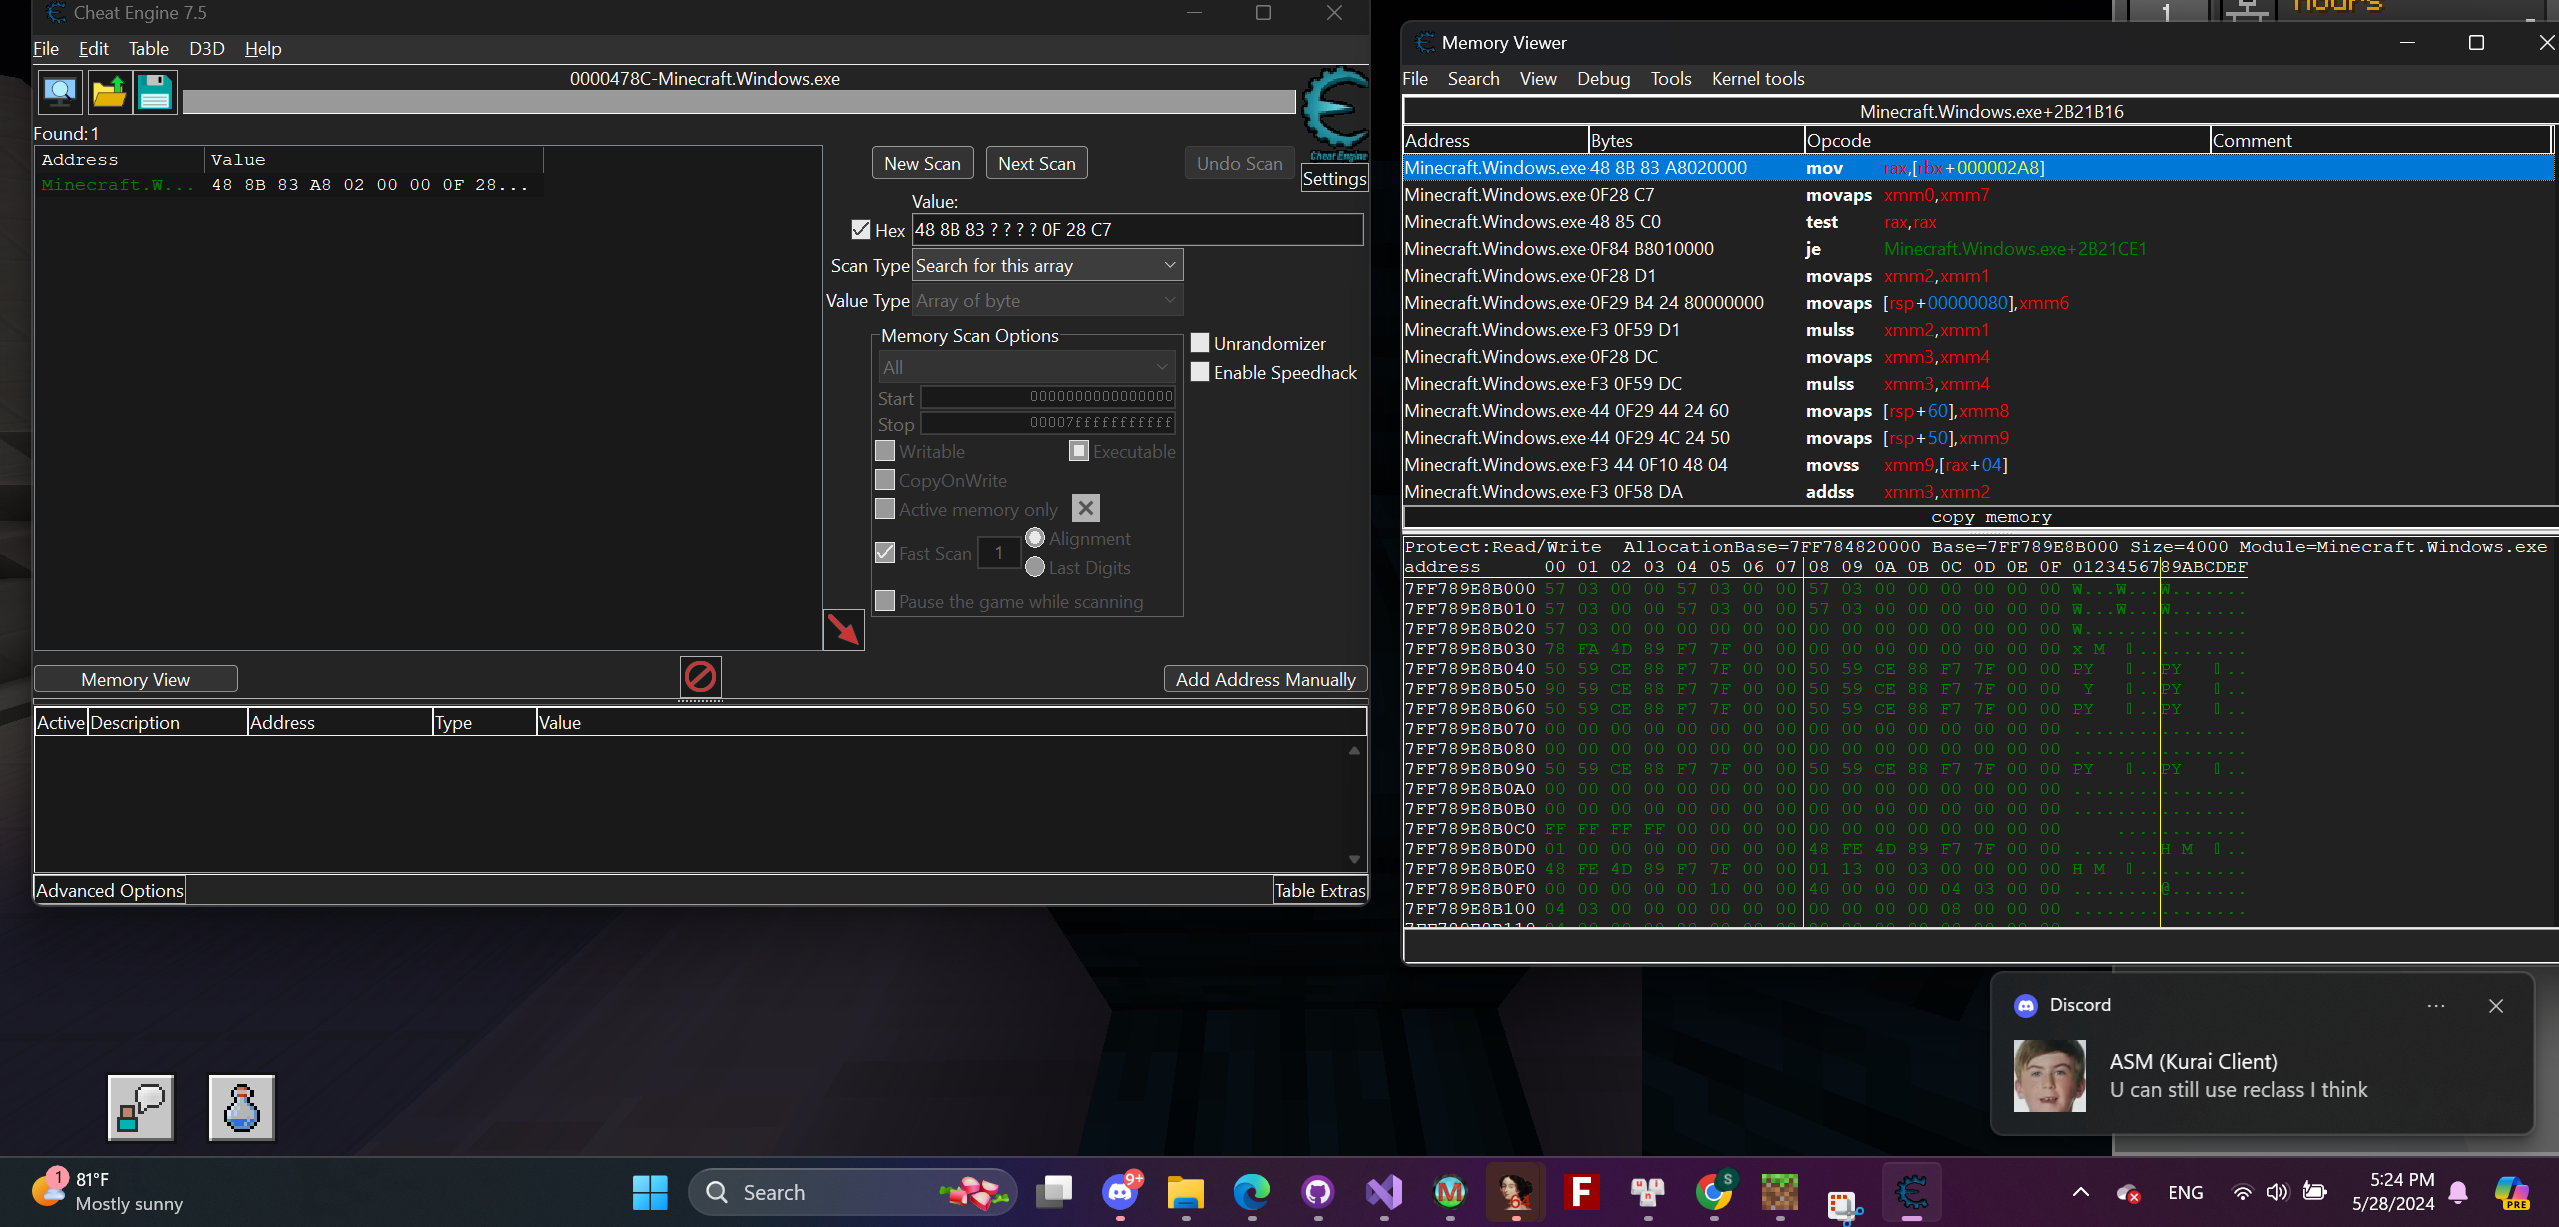 Cheat Engine 7.5
File Edit Table D3D Help
0000478C-Minecraft.Windows.exe
Found: 1
Address Value
Minecraft.W... 48 8B 83 A8 02 00 00 0F 28...
New Scan Next Scan Undo Scan
Cheat Engine
Settings
Value:
Hex 48 8B 83 ? ? ? ? 0F 28 C7
Scan Type Search for this array
Value Type Array of byte
Memory Scan Options
All
Start 0000000000000000
Stop 00007fffffffffff
Writable Executable
CopyOnWrite
Active memory only
Fast Scan 1 Alignment
Last Digits
Pause the game while scanning
Unrandomizer
Enable Speedhack
Memory View
Add Address Manually
Active Description Address Type Value
Advanced Options Table Extras
1
Hours
Memory Viewer
File Search View Debug Tools Kernel tools
Minecraft.Windows.exe+2B21B16
Address Bytes Opcode Comment
Minecraft.Windows.exe 48 8B 83 A8020000 mov rax,[rbx+000002A8]
Minecraft.Windows.exe 0F28 C7 movaps xmm0,xmm7
Minecraft.Windows.exe 48 85 C0 test rax,rax
Minecraft.Windows.exe 0F84 B8010000 je Minecraft.Windows.exe+2B21CE1
Minecraft.Windows.exe 0F28 D1 movaps xmm2,xmm1
Minecraft.Windows.exe 0F29 B4 24 80000000 movaps [rsp+00000080],xmm6
Minecraft.Windows.exe F3 0F59 D1 mulss xmm2,xmm1
Minecraft.Windows.exe 0F28 DC movaps xmm3,xmm4
Minecraft.Windows.exe F3 0F59 DC mulss xmm3,xmm4
Minecraft.Windows.exe 44 0F29 44 24 60 movaps [rsp+60],xmm8
Minecraft.Windows.exe 44 0F29 4C 24 50 movaps [rsp+50],xmm9
Minecraft.Windows.exe F3 44 0F10 48 04 movss xmm9,[rax+04]
Minecraft.Windows.exe F3 0F58 DA addss xmm3,xmm2
copy memory
Protect:Read/Write AllocationBase=7FF784820000 Base=7FF789E8B000 Size=4000 Module=Minecraft.Windows.exe
address 00 01 02 03 04 05 06 07 08 09 0A 0B 0C 0D 0E 0F 0123456789ABCDEF
7FF789E8B000 57 03 00 00 57 03 00 00 57 03 00 00 00 00 00 00 W...W...W.......
7FF789E8B010 57 03 00 00 57 03 00 00 57 03 00 00 00 00 00 00 W...W...W.......
7FF789E8B020 57 03 00 00 00 00 00 00 00 00 00 00 00 00 00 00 W...............
7FF789E8B030 78 FA 4D 89 F7 7F 00 00 00 00 00 00 00 00 00 00 x M ..........
7FF789E8B040 50 59 CE 88 F7 7F 00 00 50 59 CE 88 F7 7F 00 00 PY ..PY ..
7FF789E8B050 90 59 CE 88 F7 7F 00 00 50 59 CE 88 F7 7F 00 00 Y ..PY ..
7FF789E8B060 50 59 CE 88 F7 7F 00 00 50 59 CE 88 F7 7F 00 00 PY ..PY ..
7FF789E8B070 00 00 00 00 00 00 00 00 00 00 00 00 00 00 00 00 ................
7FF789E8B080 00 00 00 00 00 00 00 00 00 00 00 00 00 00 00 00 ................
7FF789E8B090 50 59 CE 88 F7 7F 00 00 50 59 CE 88 F7 7F 00 00 PY ..PY ..
7FF789E8B0A0 00 00 00 00 00 00 00 00 00 00 00 00 00 00 00 00 ................
7FF789E8B0B0 00 00 00 00 00 00 00 00 00 00 00 00 00 00 00 00 ................
7FF789E8B0C0 FF FF FF FF 00 00 00 00 00 00 00 00 00 00 00 00 ............
7FF789E8B0D0 01 00 00 00 00 00 00 00 48 FE 4D 89 F7 7F 00 00 ........H M ..
7FF789E8B0E0 48 FE 4D 89 F7 7F 00 00 01 13 00 03 00 00 00 00 H M ..........
7FF789E8B0F0 00 00 00 00 00 10 00 00 40 00 00 00 04 03 00 00 ........@.......
7FF789E8B100 04 03 00 00 00 00 00 00 00 00 00 00 08 00 00 00 ................
Discord
ASM (Kurai Client)
U can still use reclass I think
1
81°F
Mostly sunny
Search
9+
64
F
S
ENG
5:24 PM
5/28/2024
PRE